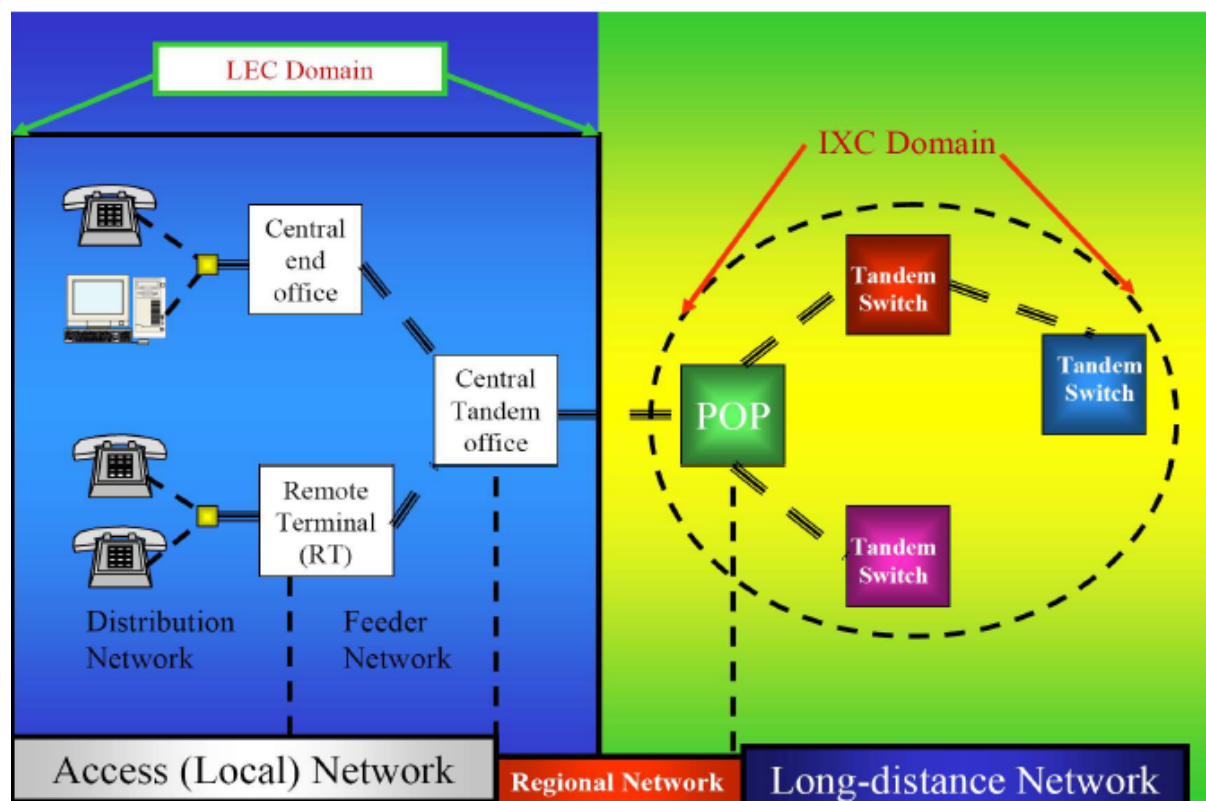 LEC Domain
IXC Domain
Central
end
office
Tandem
Switch
Tandem
Switch
Central
Tandem
office
POP
Remote
Terminal
(RT)
Tandem
Switch
Distribution
Network
Feeder
Network
Access (Local) Network
Regional Network
Long-distance Network